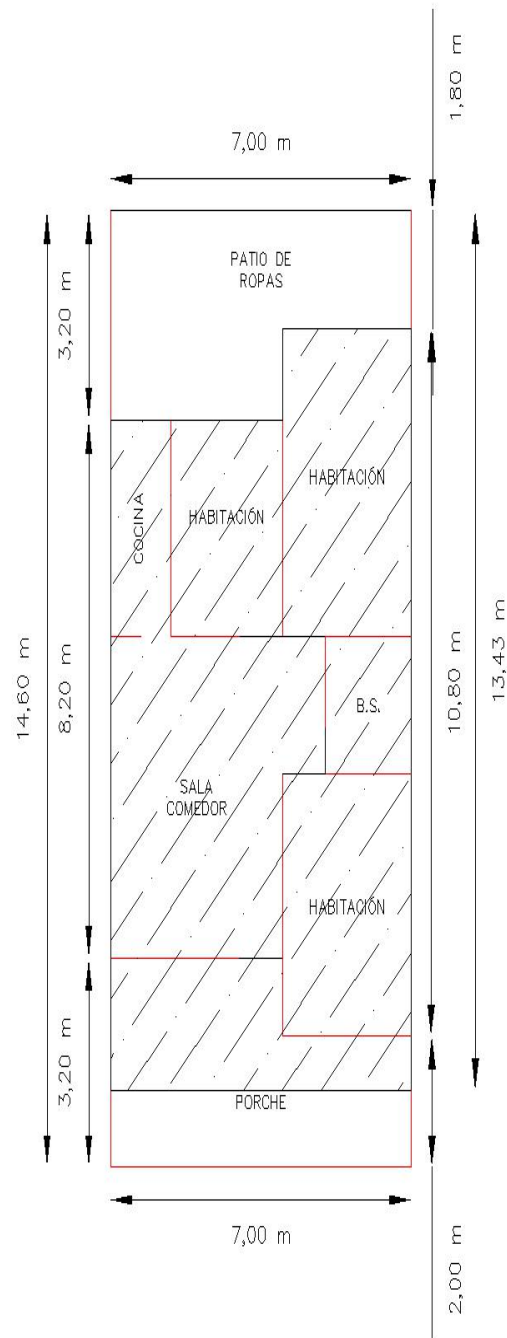 1,80 m
7,00 m
PATIO DE
ROPAS
3,20 m
HABITACIÓN
COCINA
HABITACIÓN
14,60 m
8,20 m
10,80 m
13,43 m
B.S.
SALA
COMEDOR
HABITACIÓN
3,20 m
PORCHE
7,00 m
2,00 m